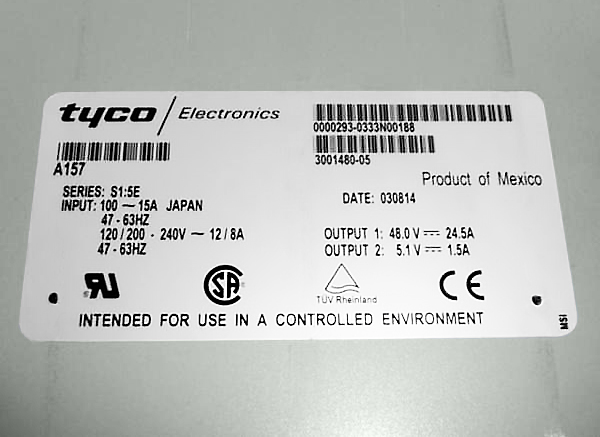 tyco / Electronics
0000293-0333N00188
A157
3001480-05
Product of Mexico
SERIES: S1:5E
DATE: 030814
INPUT: 100 ~ 15A JAPAN
47 - 63HZ
120/200 - 240V ~ 12/8A
47 - 63HZ
OUTPUT 1: 48.0 V ⎓ 24.5A
OUTPUT 2: 5.1 V ⎓ 1.5A
RU
SA
TÜV Rheinland
CE
INTENDED FOR USE IN A CONTROLLED ENVIRONMENT
MSI